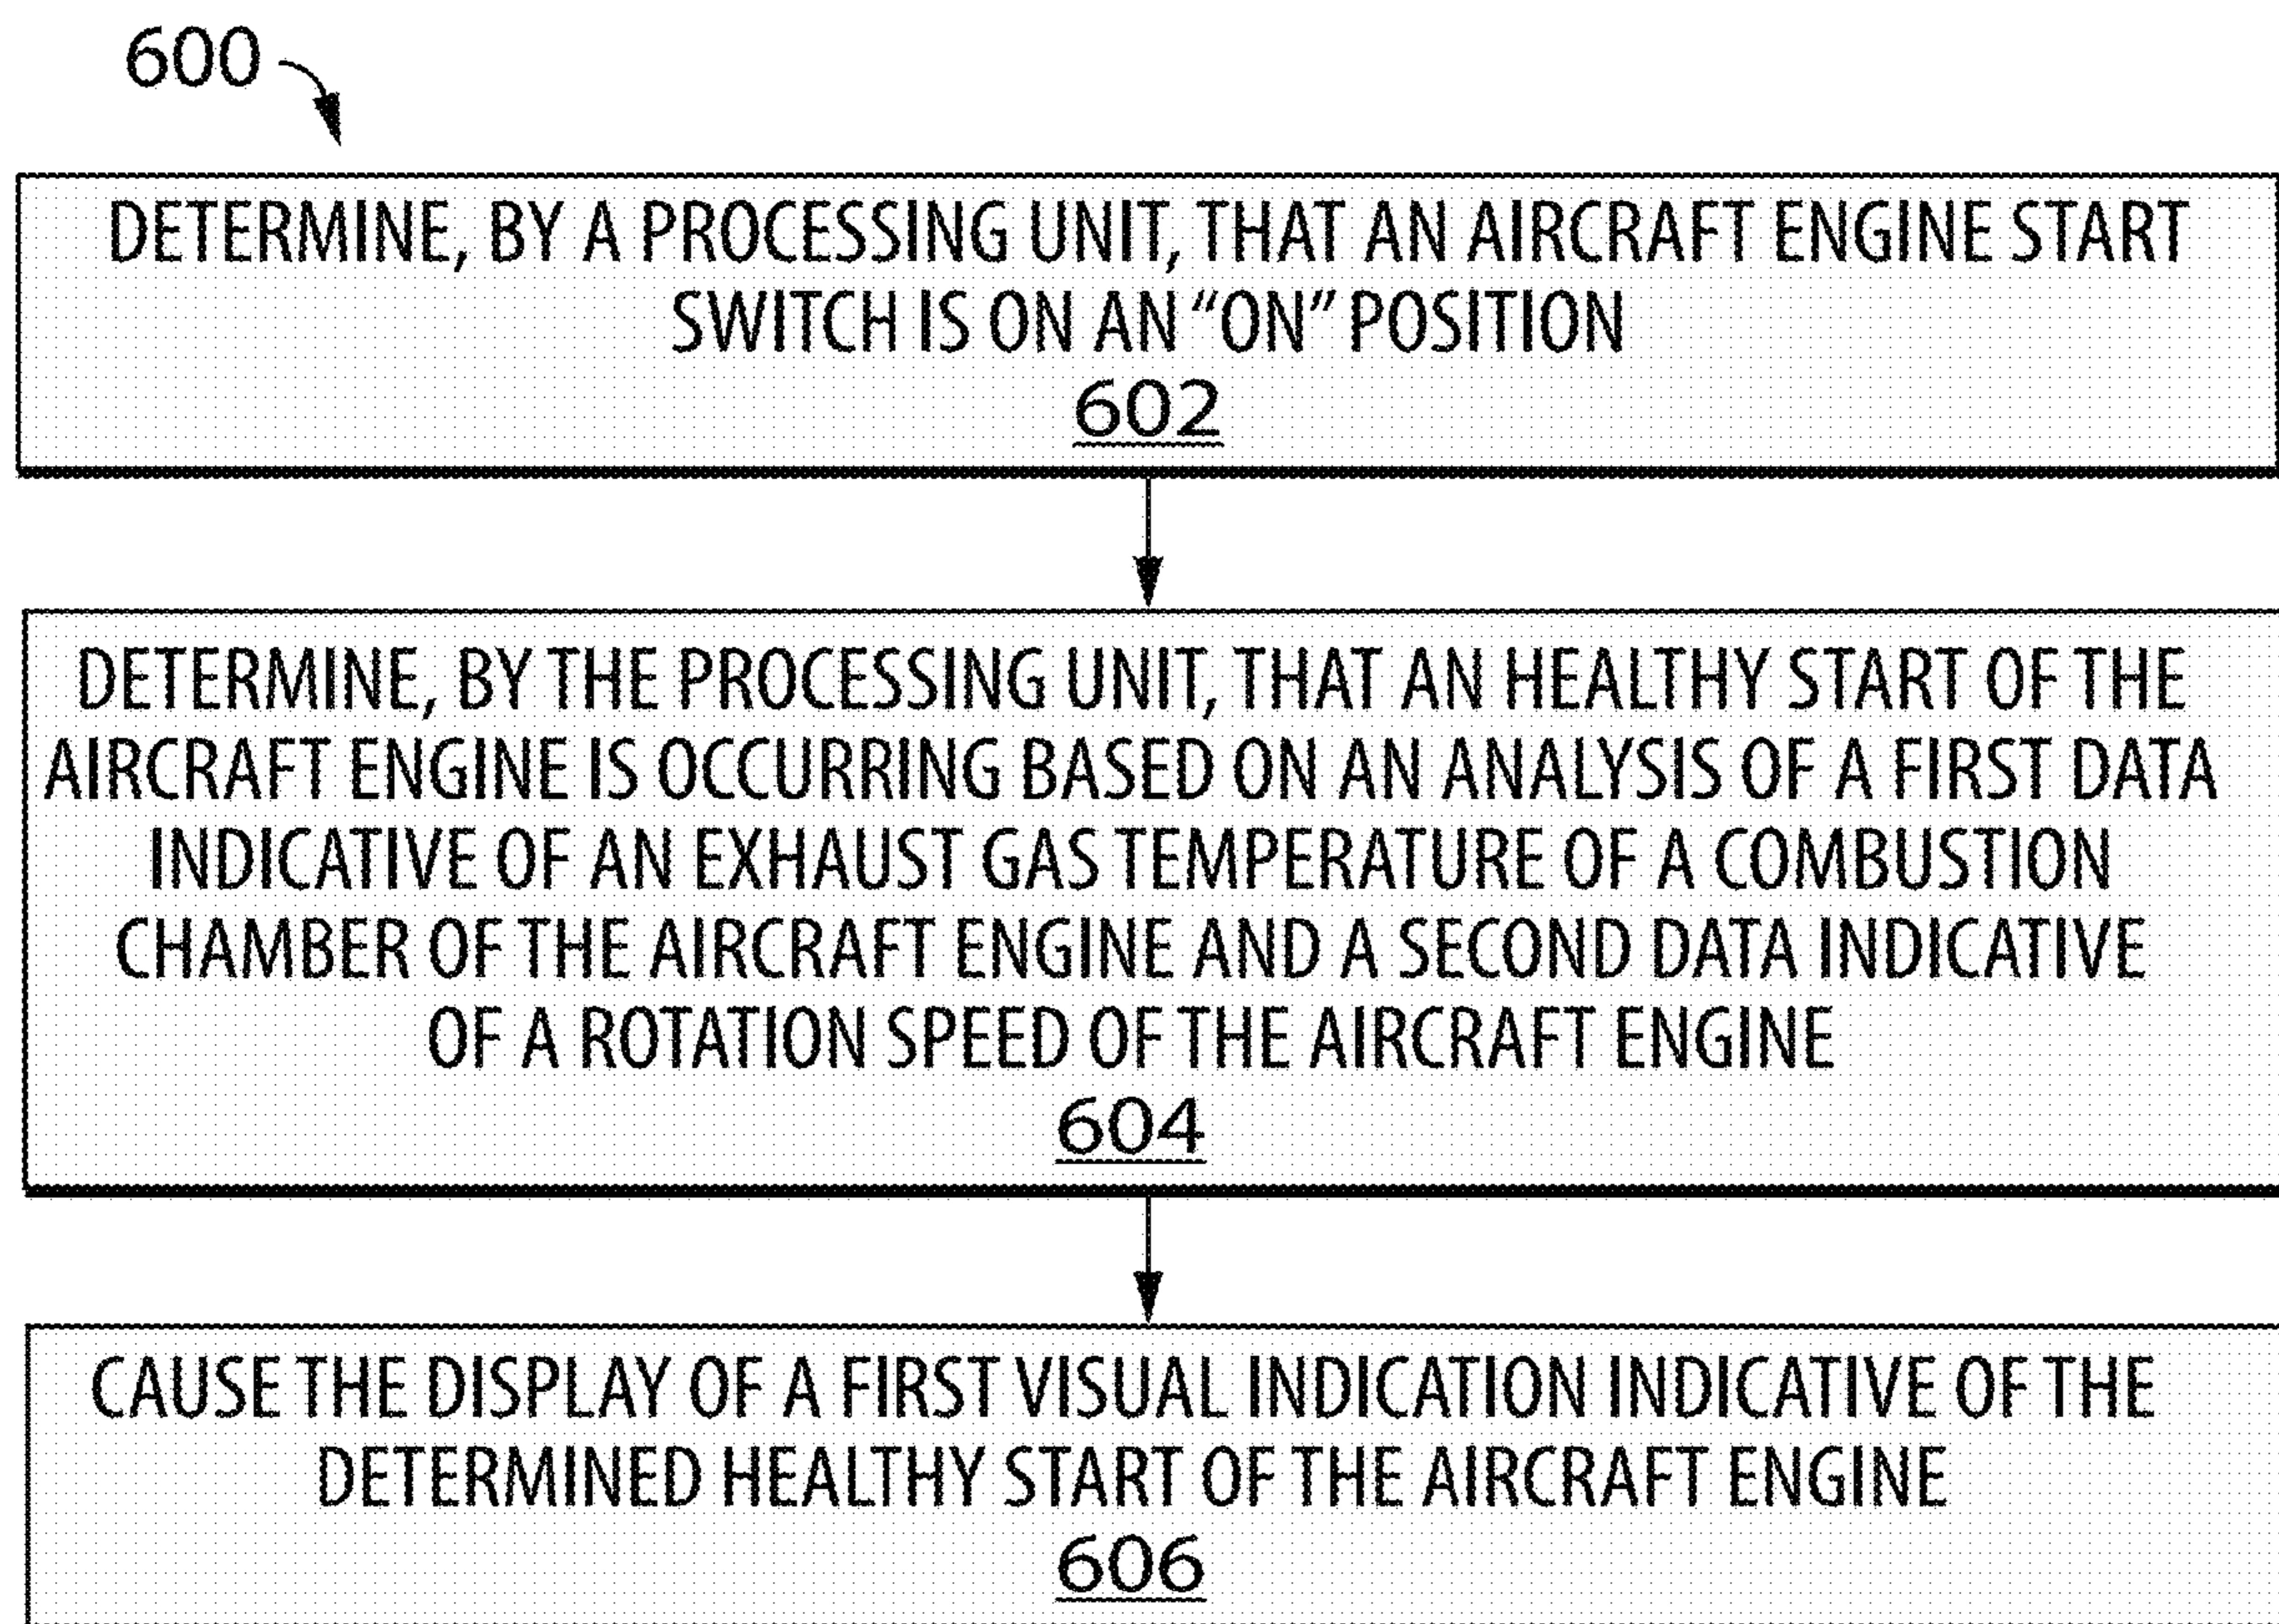 600
DETERMINE, BY A PROCESSING UNIT, THAT AN AIRCRAFT ENGINE START
SWITCH IS ON AN “ON” POSITION
602
DETERMINE, BY THE PROCESSING UNIT, THAT AN HEALTHY START OF THE
AIRCRAFT ENGINE IS OCCURRING BASED ON AN ANALYSIS OF A FIRST DATA
INDICATIVE OF AN EXHAUST GAS TEMPERATURE OF A COMBUSTION
CHAMBER OF THE AIRCRAFT ENGINE AND A SECOND DATA INDICATIVE
OF A ROTATION SPEED OF THE AIRCRAFT ENGINE
604
CAUSE THE DISPLAY OF A FIRST VISUAL INDICATION INDICATIVE OF THE
DETERMINED HEALTHY START OF THE AIRCRAFT ENGINE
606